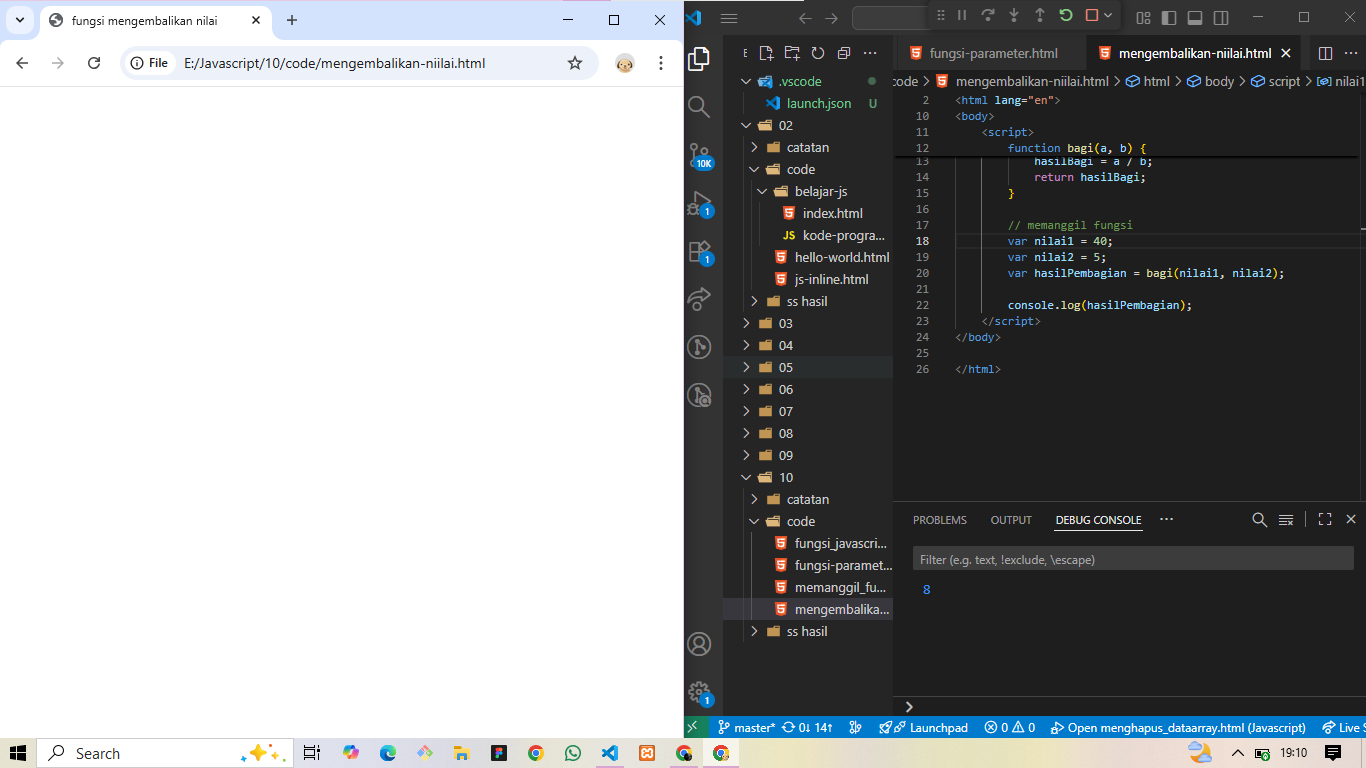 fungsi mengembalikan nilai
File
E:/Javascript/10/code/mengembalikan-niilai.html
E
.vscode
launch.json U
02
catatan
code
belajar-js
index.html
JS kode-progra...
hello-world.html
js-inline.html
ss hasil
03
04
05
06
07
08
09
10
catatan
code
fungsi_javascri...
fungsi-paramet...
memanggil_fu...
mengembalika...
ss hasil
10K
1
1
1
fungsi-parameter.html
mengembalikan-niilai.html
code > mengembalikan-niilai.html > html > body > script > nilai1
2 <html lang="en">
10 <body>
11 <script>
12 function bagi(a, b) {
13 hasilBagi = a / b;
14 return hasilBagi;
15 }
16
17 // memanggil fungsi
18 var nilai1 = 40;
19 var nilai2 = 5;
20 var hasilPembagian = bagi(nilai1, nilai2);
21
22 console.log(hasilPembagian);
23 </script>
24 </body>
25
26 </html>
PROBLEMS OUTPUT DEBUG CONSOLE ...
Filter (e.g. text, !exclude, \escape)
8
master* 0↓ 14↑ Launchpad 0 0 Open menghapus_dataarray.html (Javascript) Live S
Search
19:10